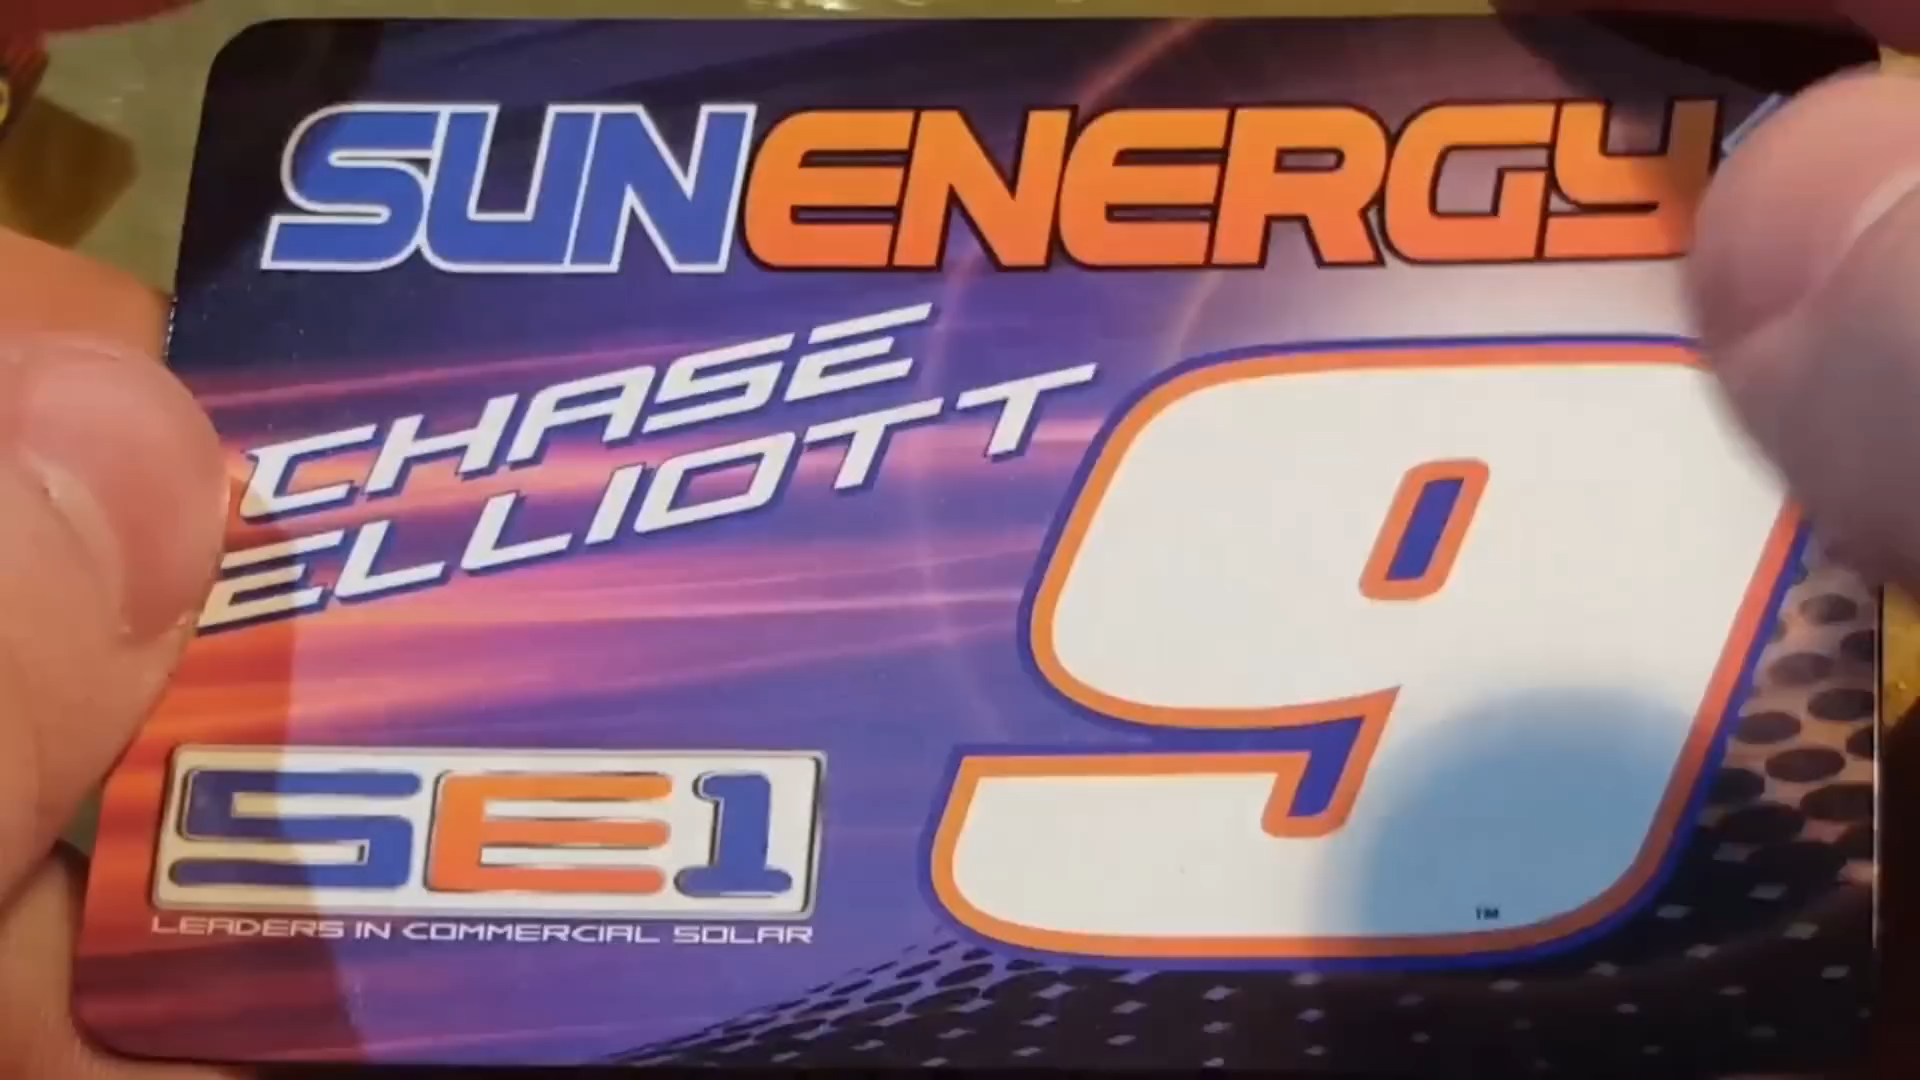 SUNENERGY
CHASE
ELLIOTT
9
SE1
LEADERS IN COMMERCIAL SOLAR
TM